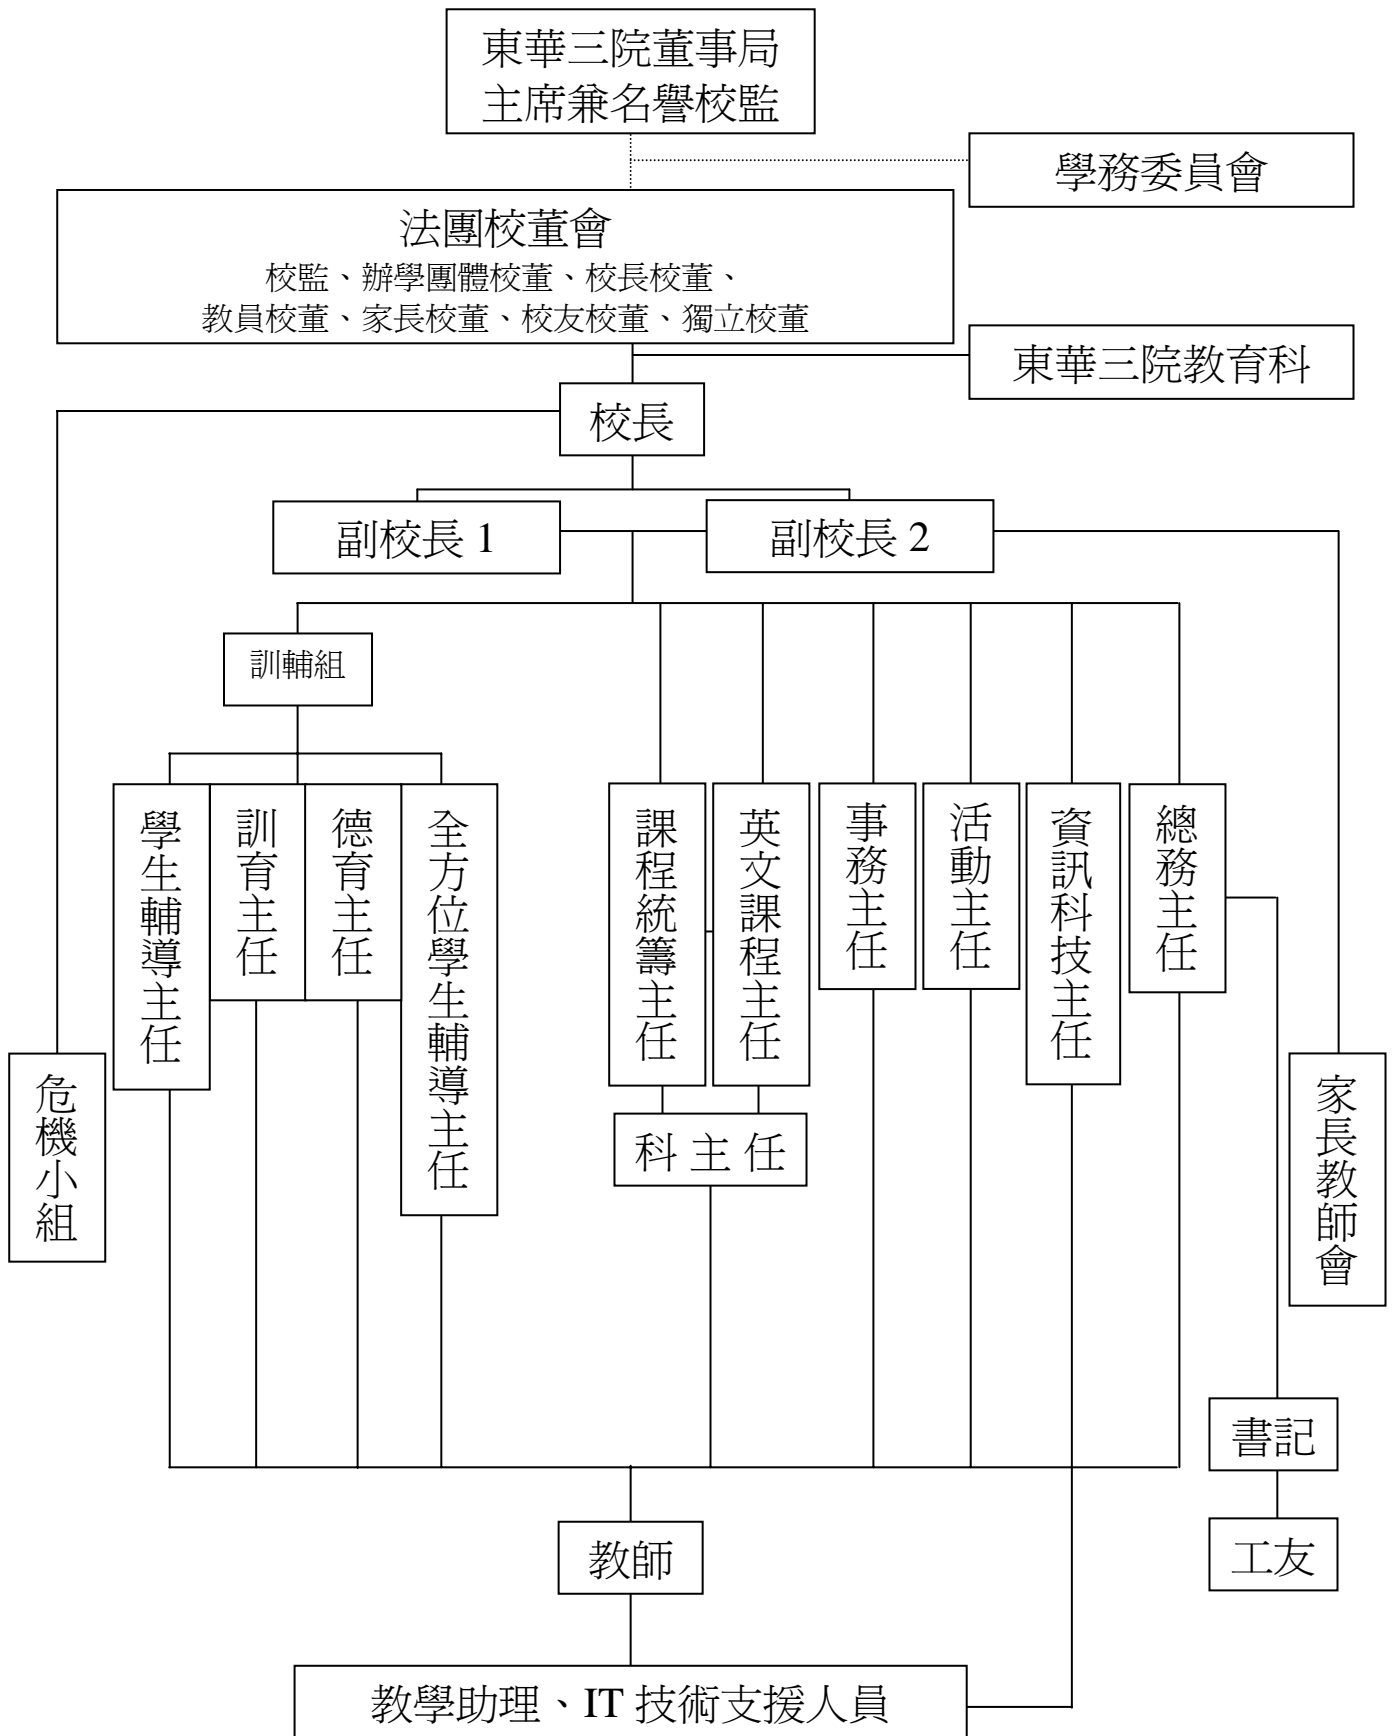 東華三院董事局
主席兼名譽校監
學務委員會
法團校董會
校監、辦學團體校董、校長校董、
教員校董、家長校董、校友校董、獨立校董
東華三院教育科
校長
副校長 1
副校長 2
訓輔組
學生輔導主任
訓育主任
德育主任
全方位學生輔導主任
課程統籌主任
英文課程主任
事務主任
活動主任
資訊科技主任
總務主任
危機小組
科主任
家長教師會
書記
教師
工友
教學助理、IT 技術支援人員